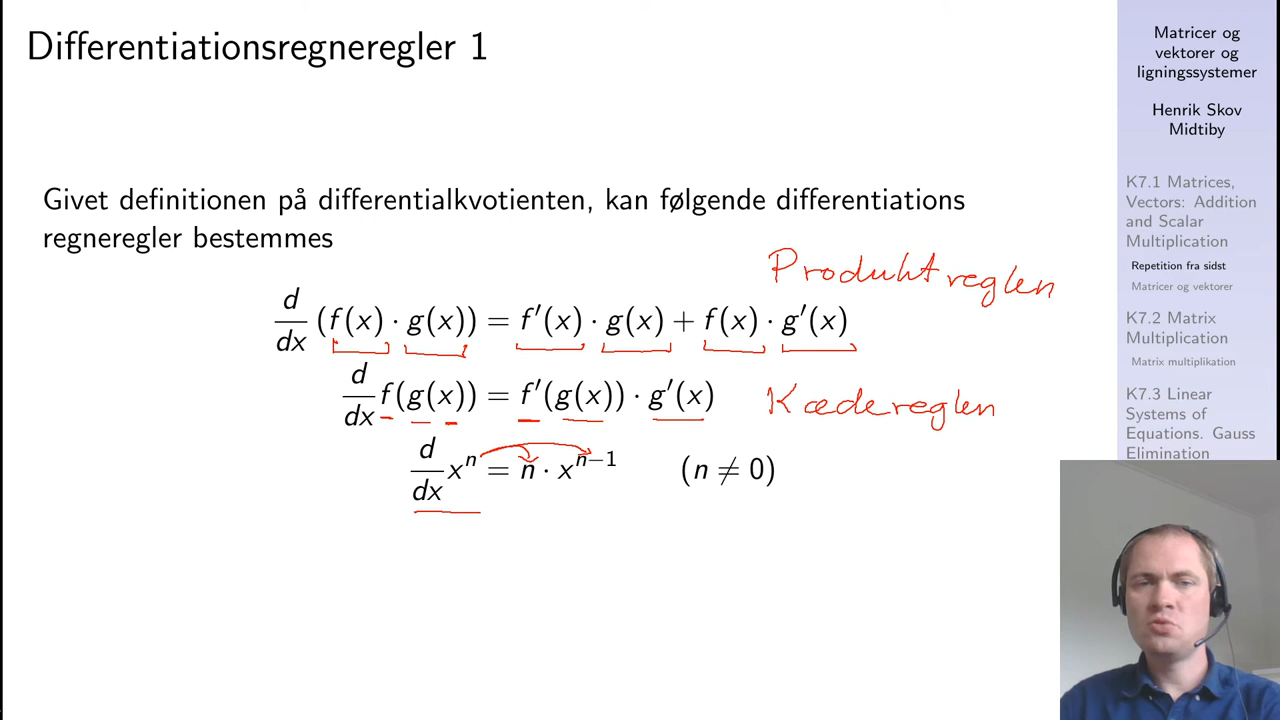 Differentiationsregneregler 1
Givet definitionen på differentialkvotienten, kan følgende differentiations
regneregler bestemmes
Produktreglen
d/dx (f(x) · g(x)) = f′(x) · g(x) + f(x) · g′(x)
d/dx f(g(x)) = f′(g(x)) · g′(x)
Kædereglen
d/dx xⁿ = n · xⁿ⁻¹ (n ≠ 0)
Matricer og
vektorer og
ligningssystemer
Henrik Skov
Midtiby
K7.1 Matrices,
Vectors: Addition
and Scalar
Multiplication
Repetition fra sidst
Matricer og vektorer
K7.2 Matrix
Multiplication
Matrix multiplikation
K7.3 Linear
Systems of
Equations. Gauss
Elimination